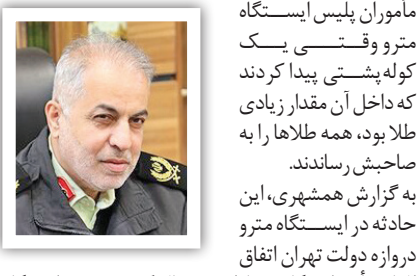 مأموران پلیس ایستگاه
مترو وقتی یک
کوله‌پشتی پیدا کردند
که داخل آن مقدار زیادی
طلا بود، همه طلاها را به
صاحبش رساندند.
به گزارش همشهری، این
حادثه در ایستگاه مترو
دروازه دولت تهران اتفاق